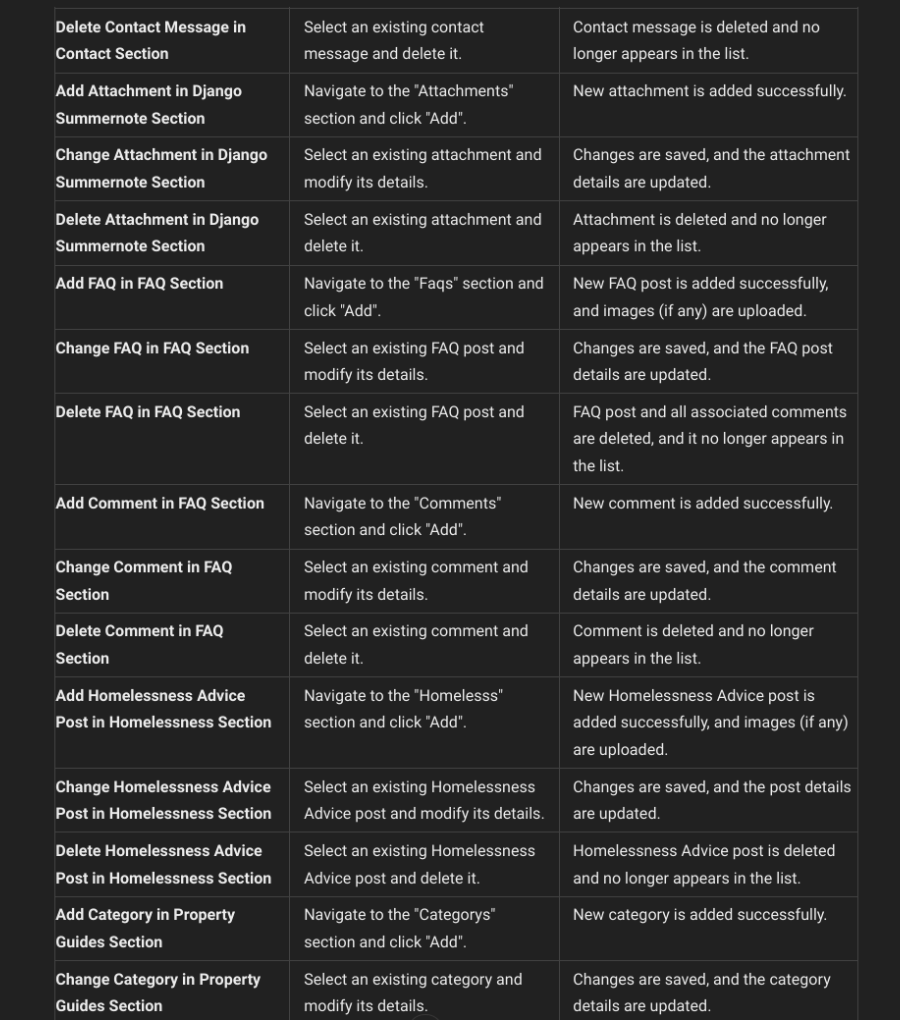 Delete Contact Message in
Contact Section
Select an existing contact
message and delete it.
Contact message is deleted and no
longer appears in the list.
Add Attachment in Django
Summernote Section
Navigate to the "Attachments"
section and click "Add".
New attachment is added successfully.
Change Attachment in Django
Summernote Section
Select an existing attachment and
modify its details.
Changes are saved, and the attachment
details are updated.
Delete Attachment in Django
Summernote Section
Select an existing attachment and
delete it.
Attachment is deleted and no longer
appears in the list.
Add FAQ in FAQ Section
Navigate to the "Faqs" section and
click "Add".
New FAQ post is added successfully,
and images (if any) are uploaded.
Change FAQ in FAQ Section
Select an existing FAQ post and
modify its details.
Changes are saved, and the FAQ post
details are updated.
Delete FAQ in FAQ Section
Select an existing FAQ post and
delete it.
FAQ post and all associated comments
are deleted, and it no longer appears in
the list.
Add Comment in FAQ Section
Navigate to the "Comments"
section and click "Add".
New comment is added successfully.
Change Comment in FAQ
Section
Select an existing comment and
modify its details.
Changes are saved, and the comment
details are updated.
Delete Comment in FAQ
Section
Select an existing comment and
delete it.
Comment is deleted and no longer
appears in the list.
Add Homelessness Advice
Post in Homelessness Section
Navigate to the "Homelesss"
section and click "Add".
New Homelessness Advice post is
added successfully, and images (if any)
are uploaded.
Change Homelessness Advice
Post in Homelessness Section
Select an existing Homelessness
Advice post and modify its details.
Changes are saved, and the post details
are updated.
Delete Homelessness Advice
Post in Homelessness Section
Select an existing Homelessness
Advice post and delete it.
Homelessness Advice post is deleted
and no longer appears in the list.
Add Category in Property
Guides Section
Navigate to the "Categorys"
section and click "Add".
New category is added successfully.
Change Category in Property
Guides Section
Select an existing category and
modify its details.
Changes are saved, and the category
details are updated.